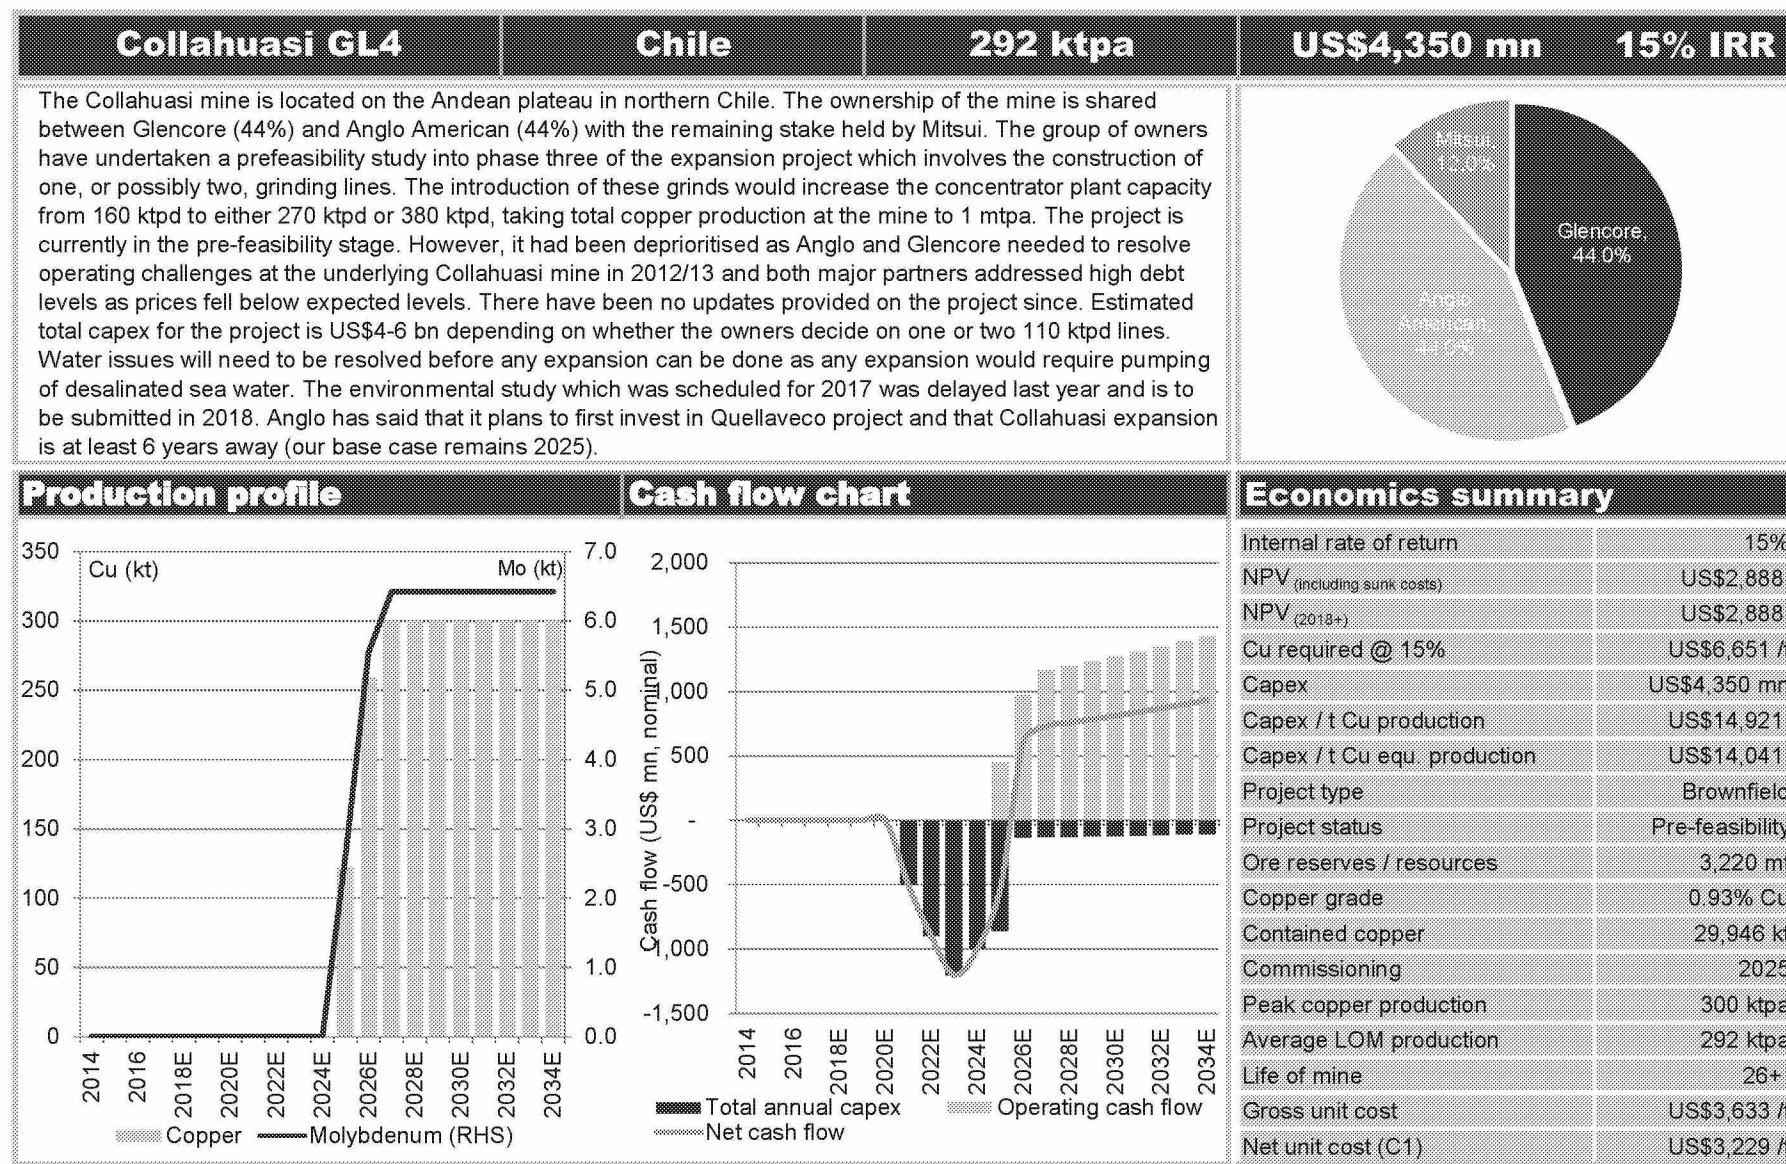 Collahuasi GL4
Chile
292 ktpa
US$4,350 mn
15% IRR
The Collahuasi mine is located on the Andean plateau in northern Chile. The ownership of the mine is shared
between Glencore (44%) and Anglo American (44%) with the remaining stake held by Mitsui. The group of owners
have undertaken a prefeasibility study into phase three of the expansion project which involves the construction of
one, or possibly two, grinding lines. The introduction of these grinds would increase the concentrator plant capacity
from 160 ktpd to either 270 ktpd or 380 ktpd, taking total copper production at the mine to 1 mtpa. The project is
currently in the pre-feasibility stage. However, it had been deprioritised as Anglo and Glencore needed to resolve
operating challenges at the underlying Collahuasi mine in 2012/13 and both major partners addressed high debt
levels as prices fell below expected levels. There have been no updates provided on the project since. Estimated
total capex for the project is US$4-6 bn depending on whether the owners decide on one or two 110 ktpd lines.
Water issues will need to be resolved before any expansion can be done as any expansion would require pumping
of desalinated sea water. The environmental study which was scheduled for 2017 was delayed last year and is to
be submitted in 2018. Anglo has said that it plans to first invest in Quellaveco project and that Collahuasi expansion
is at least 6 years away (our base case remains 2025).
Mitsui,
12.0%
Glencore,
44.0%
Anglo
American,
44.0%
Production profile
350
300
250
200
150
100
50
0
Cu (kt)
Mo (kt)
7.0
6.0
5.0
4.0
3.0
2.0
1.0
0.0
2014
2016
2018E
2020E
2022E
2024E
2026E
2028E
2030E
2032E
2034E
Copper
Molybdenum (RHS)
Cash flow chart
Cash flow (US$ mn, nominal)
2,000
1,500
1,000
500
-
-500
-1,000
-1,500
2014
2016
2018E
2020E
2022E
2024E
2026E
2028E
2030E
2032E
2034E
Total annual capex
Operating cash flow
Net cash flow
Economics summary
Internal rate of return 15%
NPV (including sunk costs) US$2,888
NPV (2018+) US$2,888
Cu required @ 15% US$6,651 /t
Capex US$4,350 mn
Capex / t Cu production US$14,921
Capex / t Cu equ. production US$14,041
Project type Brownfield
Project status Pre-feasibility
Ore reserves / resources 3,220 mt
Copper grade 0.93% Cu
Contained copper 29,946 kt
Commissioning 2025
Peak copper production 300 ktpa
Average LOM production 292 ktpa
Life of mine 26+
Gross unit cost US$3,633 /t
Net unit cost (C1) US$3,229 /t